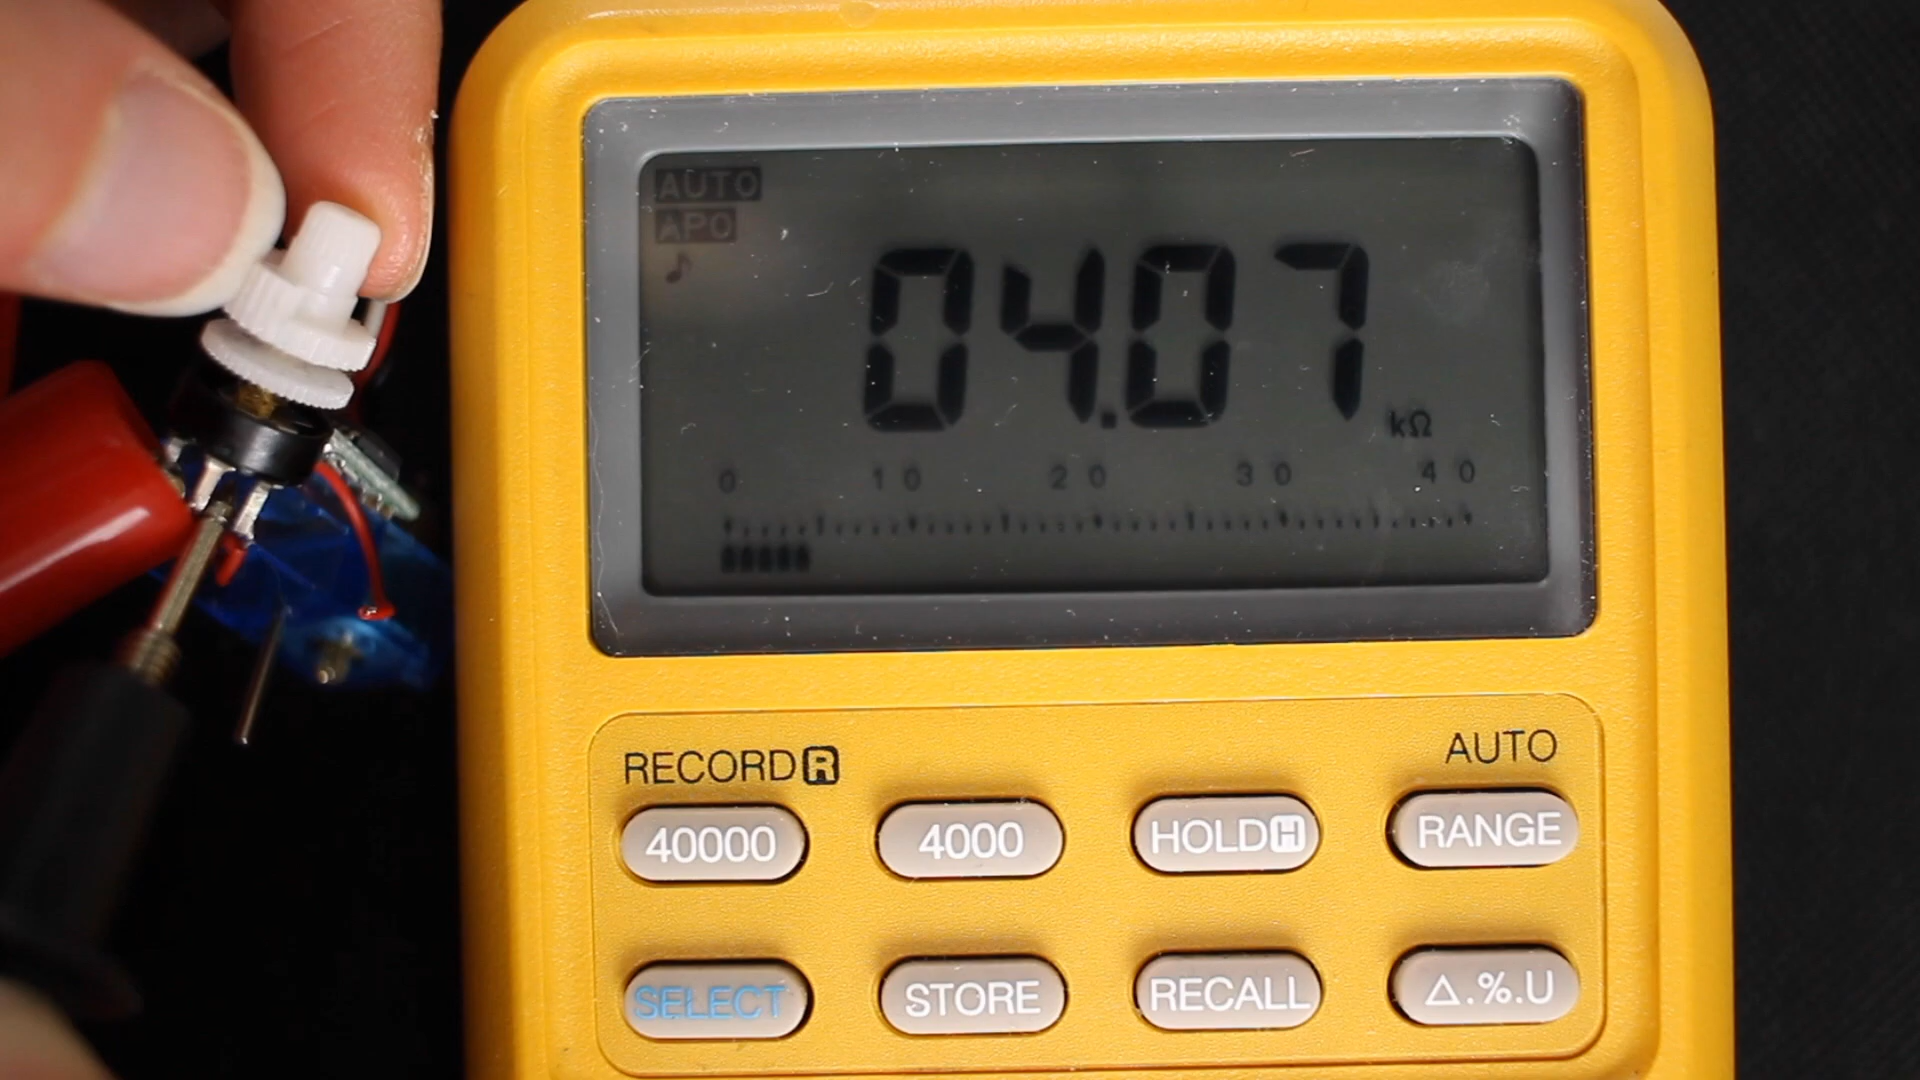 AUTO
APO
04.07 kΩ
0 10 20 30 40
RECORD R AUTO
40000 4000 HOLD H RANGE
SELECT STORE RECALL Δ.%.U